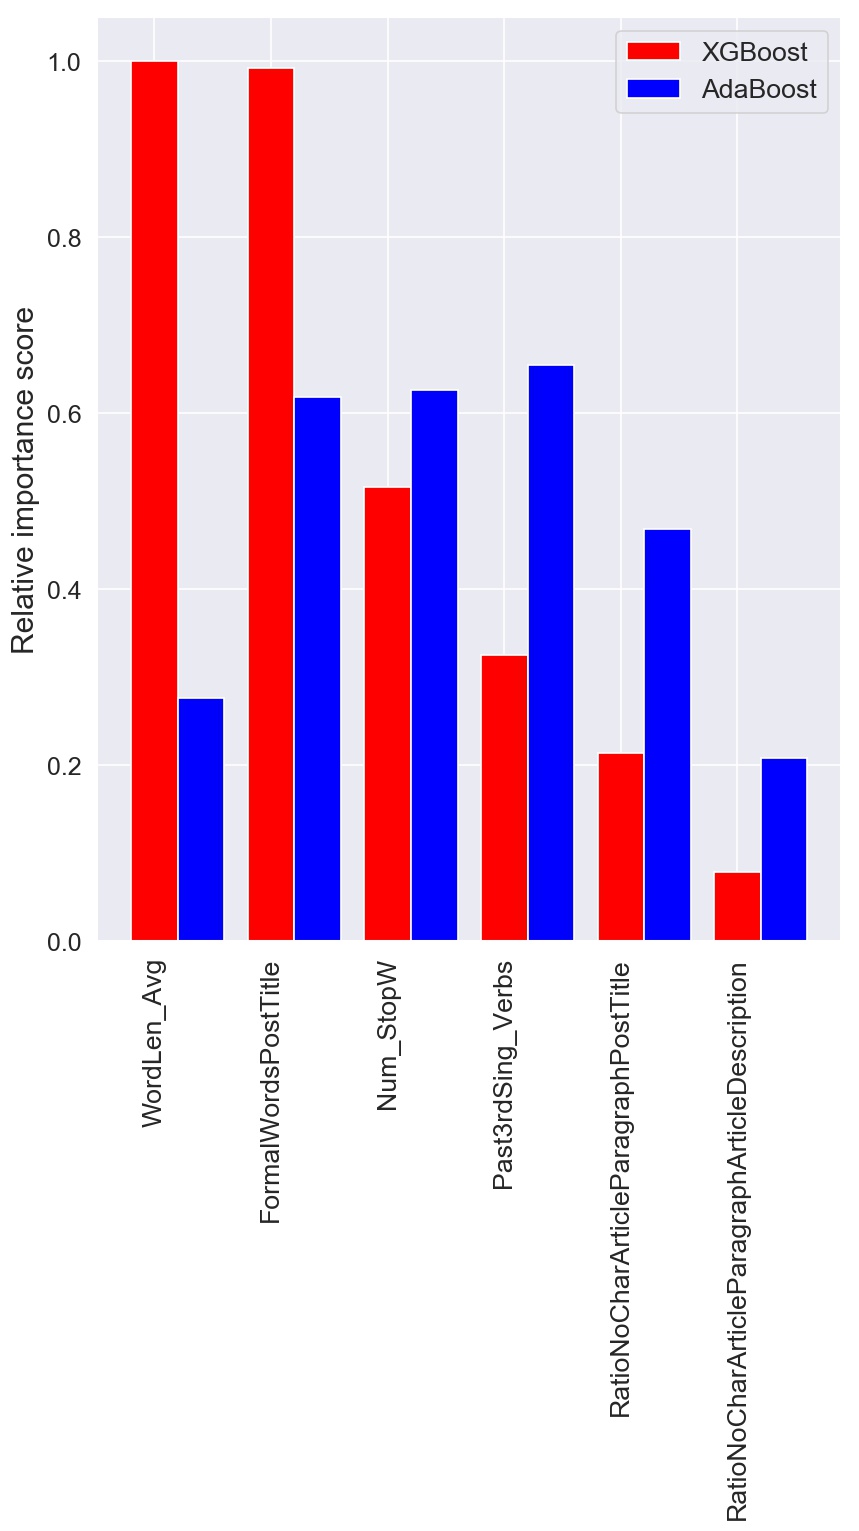 XGBoost
AdaBoost
Relative importance score
1.0
0.8
0.6
0.4
0.2
0.0
WordLen_Avg
FormalWordsPostTitle
Num_StopW
Past3rdSing_Verbs
RatioNoCharArticleParagraphPostTitle
RatioNoCharArticleParagraphArticleDescription